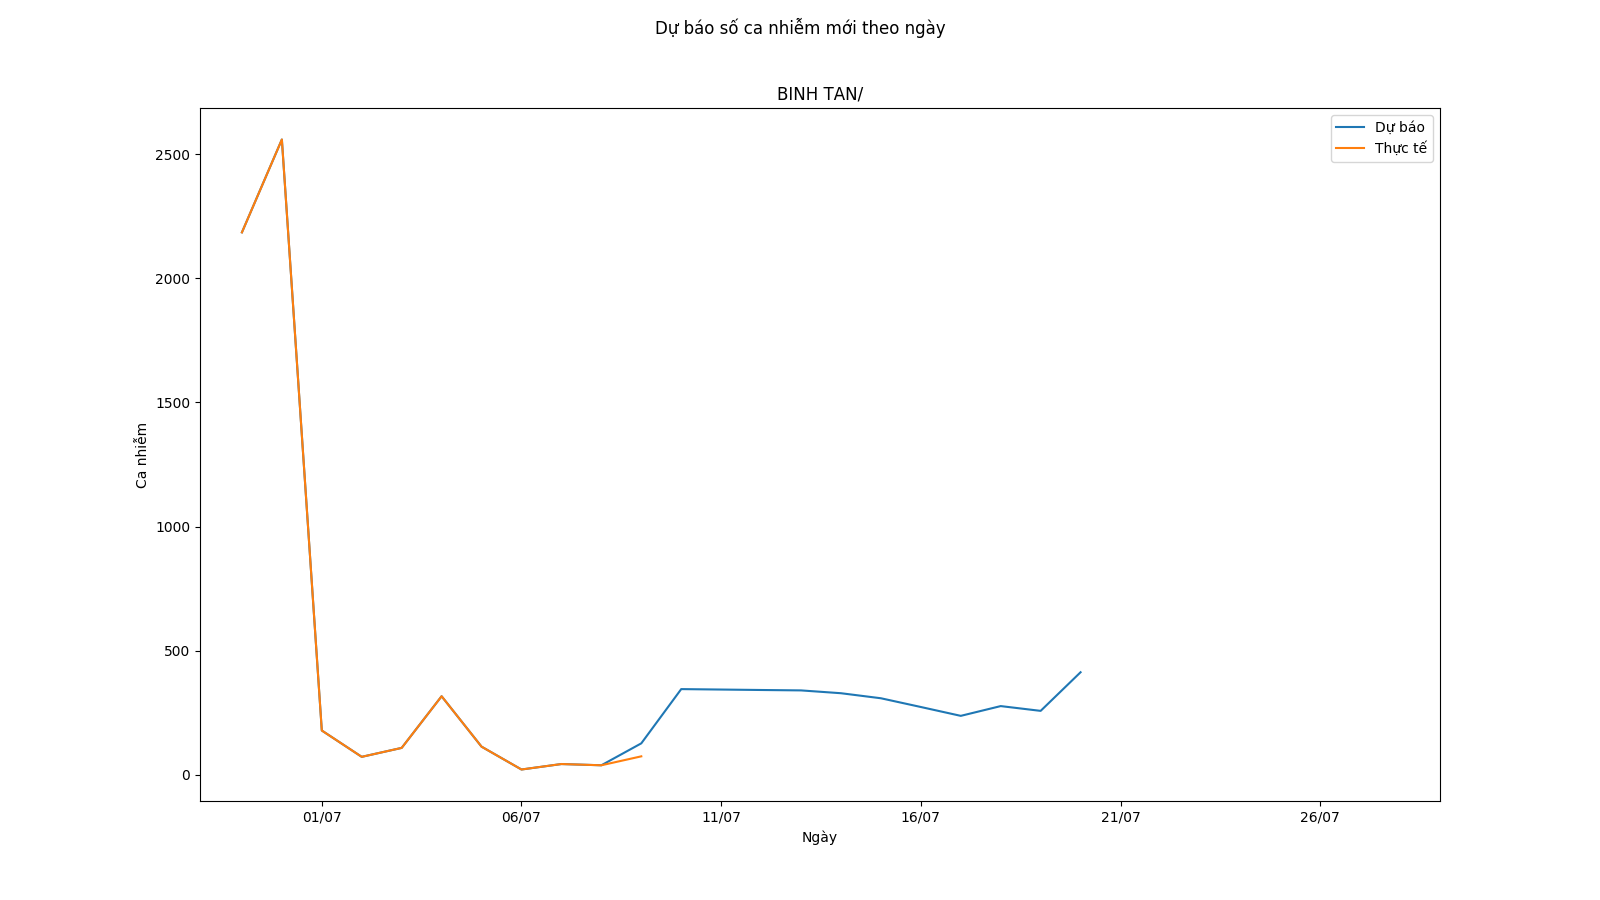 Dự báo số ca nhiễm mới theo ngày
BINH TAN/
Dự báo
Thực tế
2500
2000
1500
1000
500
0
Ca nhiễm
01/07
06/07
11/07
16/07
21/07
26/07
Ngày